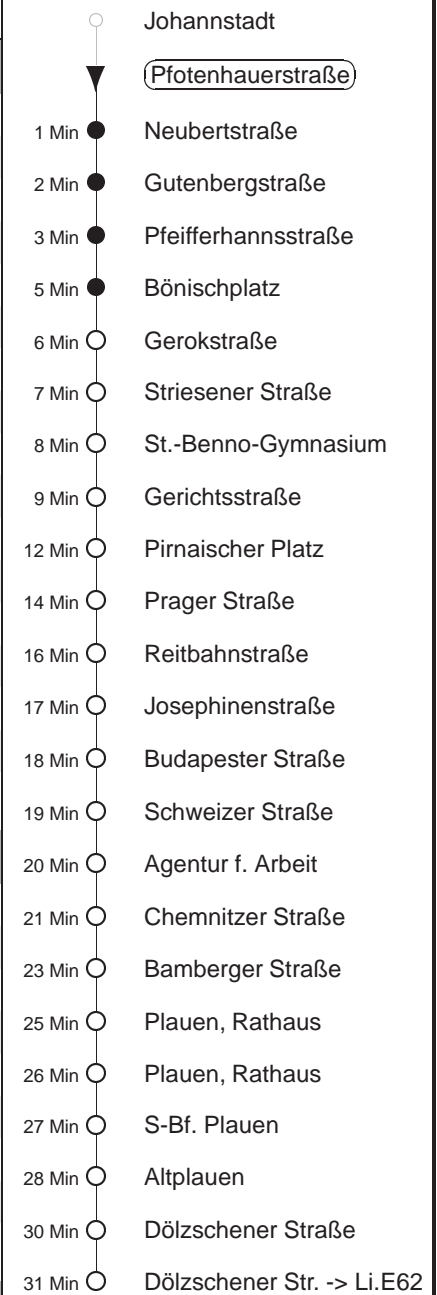 Johannstadt
Pfotenhauerstraße
1 Min Neubertstraße
2 Min Gutenbergstraße
3 Min Pfeifferhannsstraße
5 Min Bönischplatz
6 Min Gerokstraße
7 Min Striesener Straße
8 Min St.-Benno-Gymnasium
9 Min Gerichtsstraße
12 Min Pirnaischer Platz
14 Min Prager Straße
16 Min Reitbahnstraße
17 Min Josephinenstraße
18 Min Budapester Straße
19 Min Schweizer Straße
20 Min Agentur f. Arbeit
21 Min Chemnitzer Straße
23 Min Bamberger Straße
25 Min Plauen, Rathaus
26 Min Plauen, Rathaus
27 Min S-Bf. Plauen
28 Min Altplauen
30 Min Dölzschener Straße
31 Min Dölzschener Str. -> Li.E62